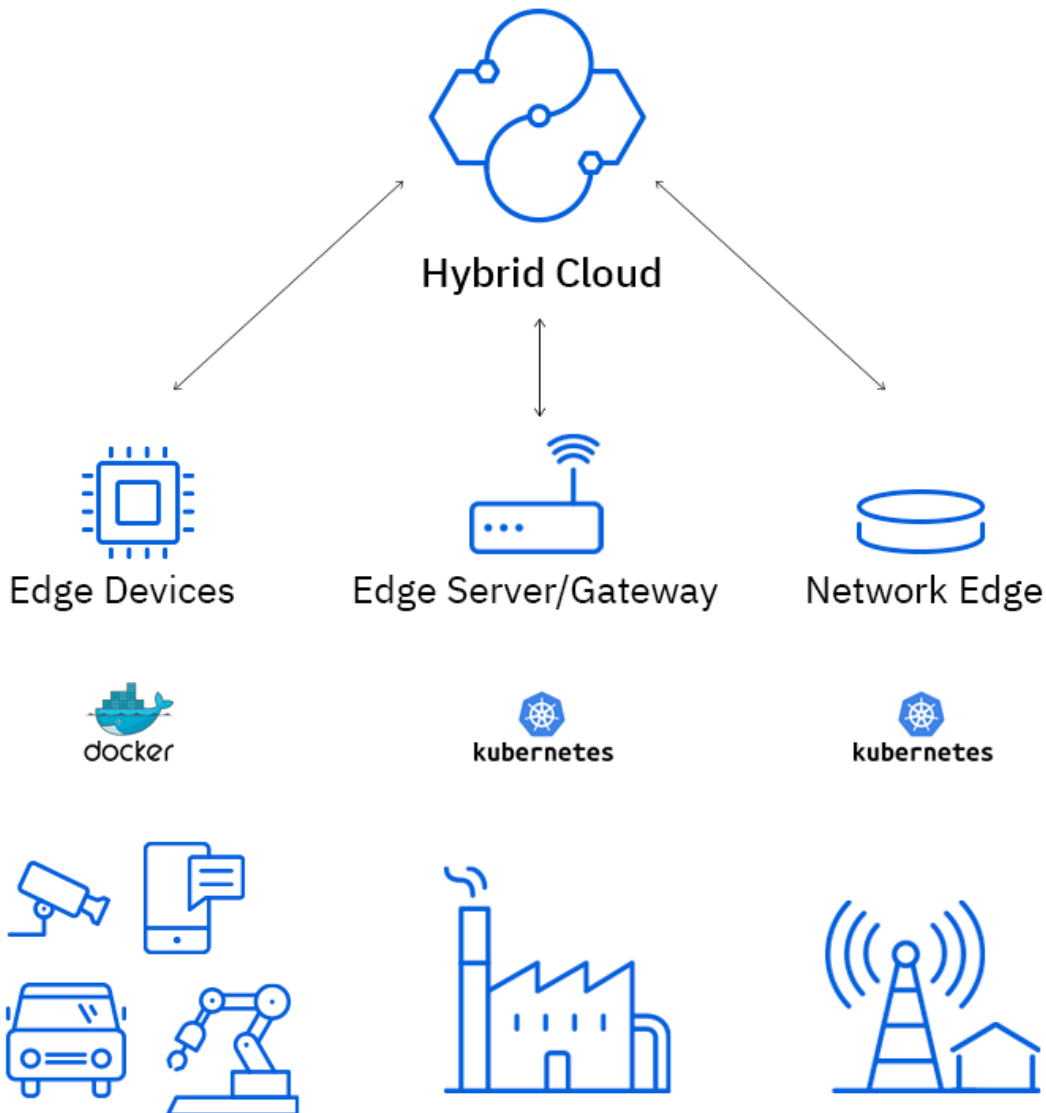 Hybrid Cloud
Edge Devices
Edge Server/Gateway
Network Edge
docker
kubernetes
kubernetes